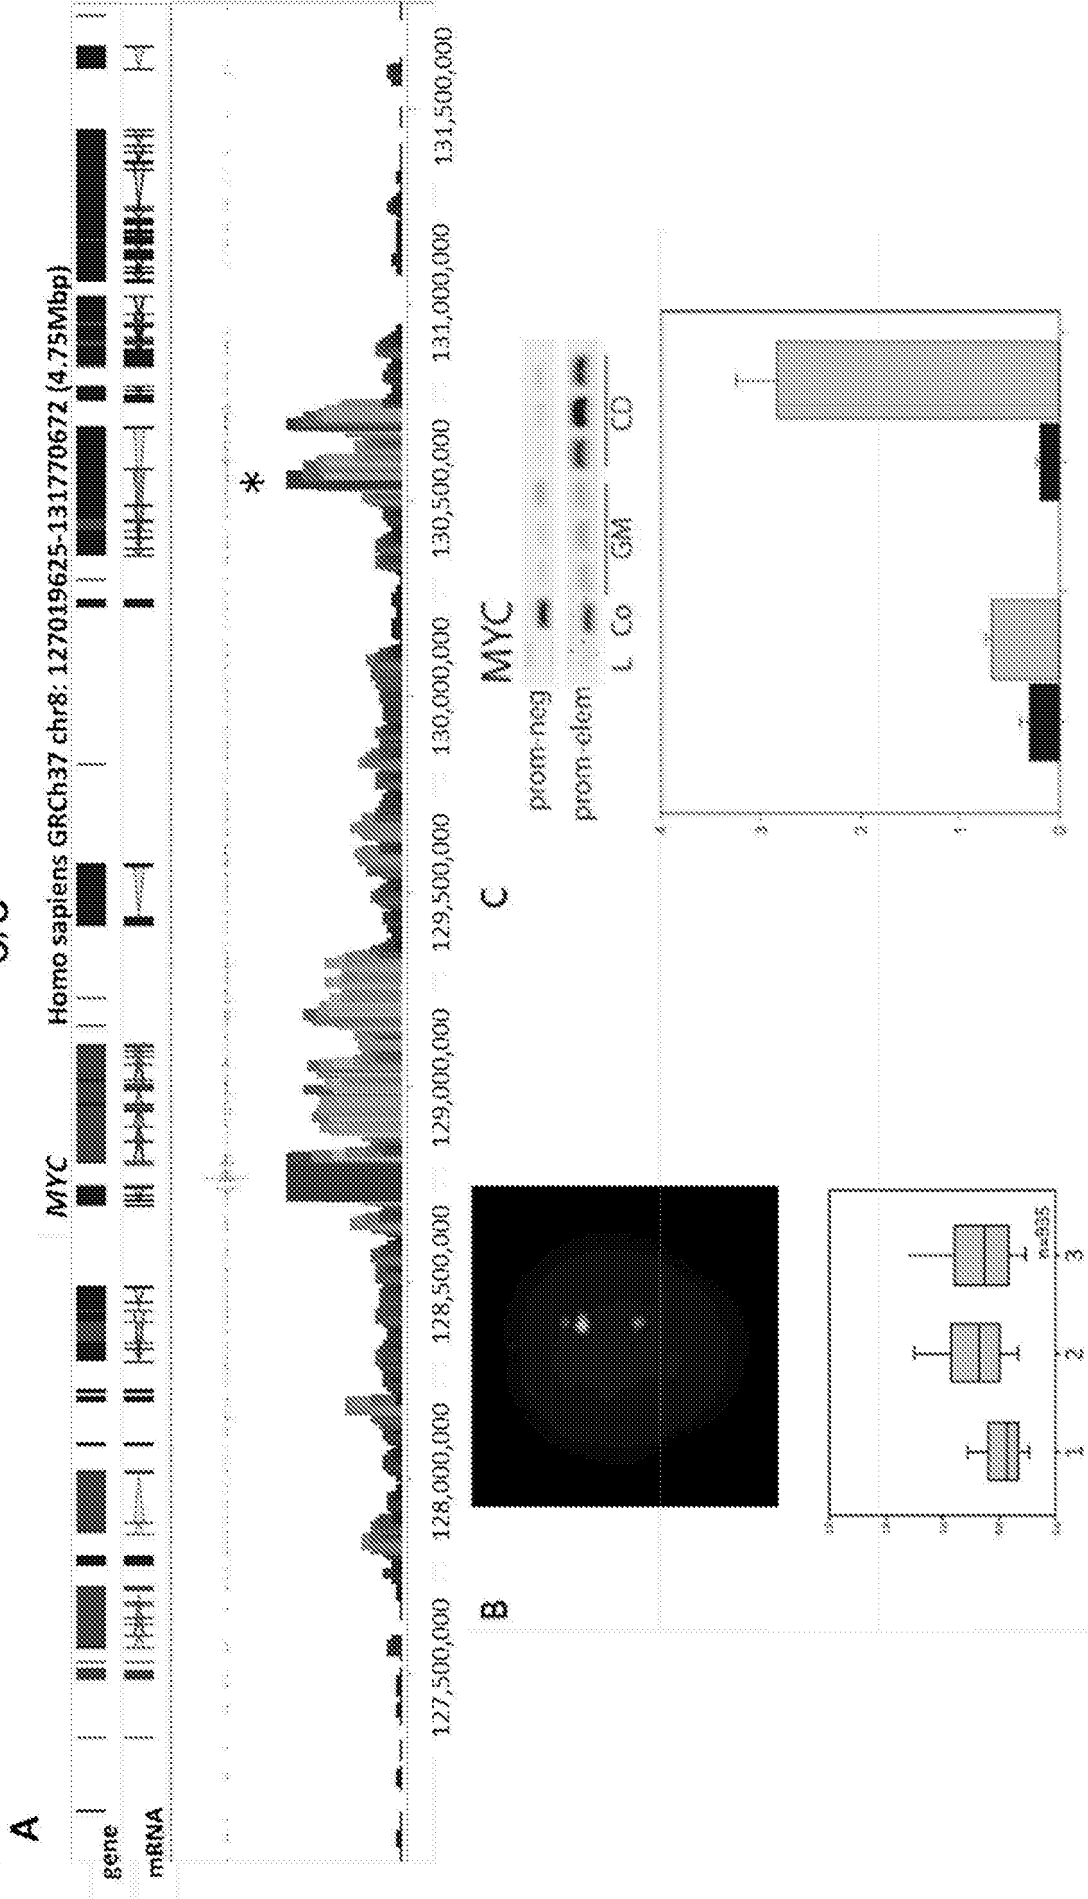 A
Homo sapiens GRCh37 chr8: 127019625-131770672 (4.75Mbp)
MYC
gene
mRNA
*
127,500,000 128,000,000 128,500,000 129,000,000 129,500,000 130,000,000 130,500,000 131,000,000 131,500,000
B
n=935
1 2 3
C
MYC
prom-neg
prom-elem
L Co GM CD
4
3
2
1
0